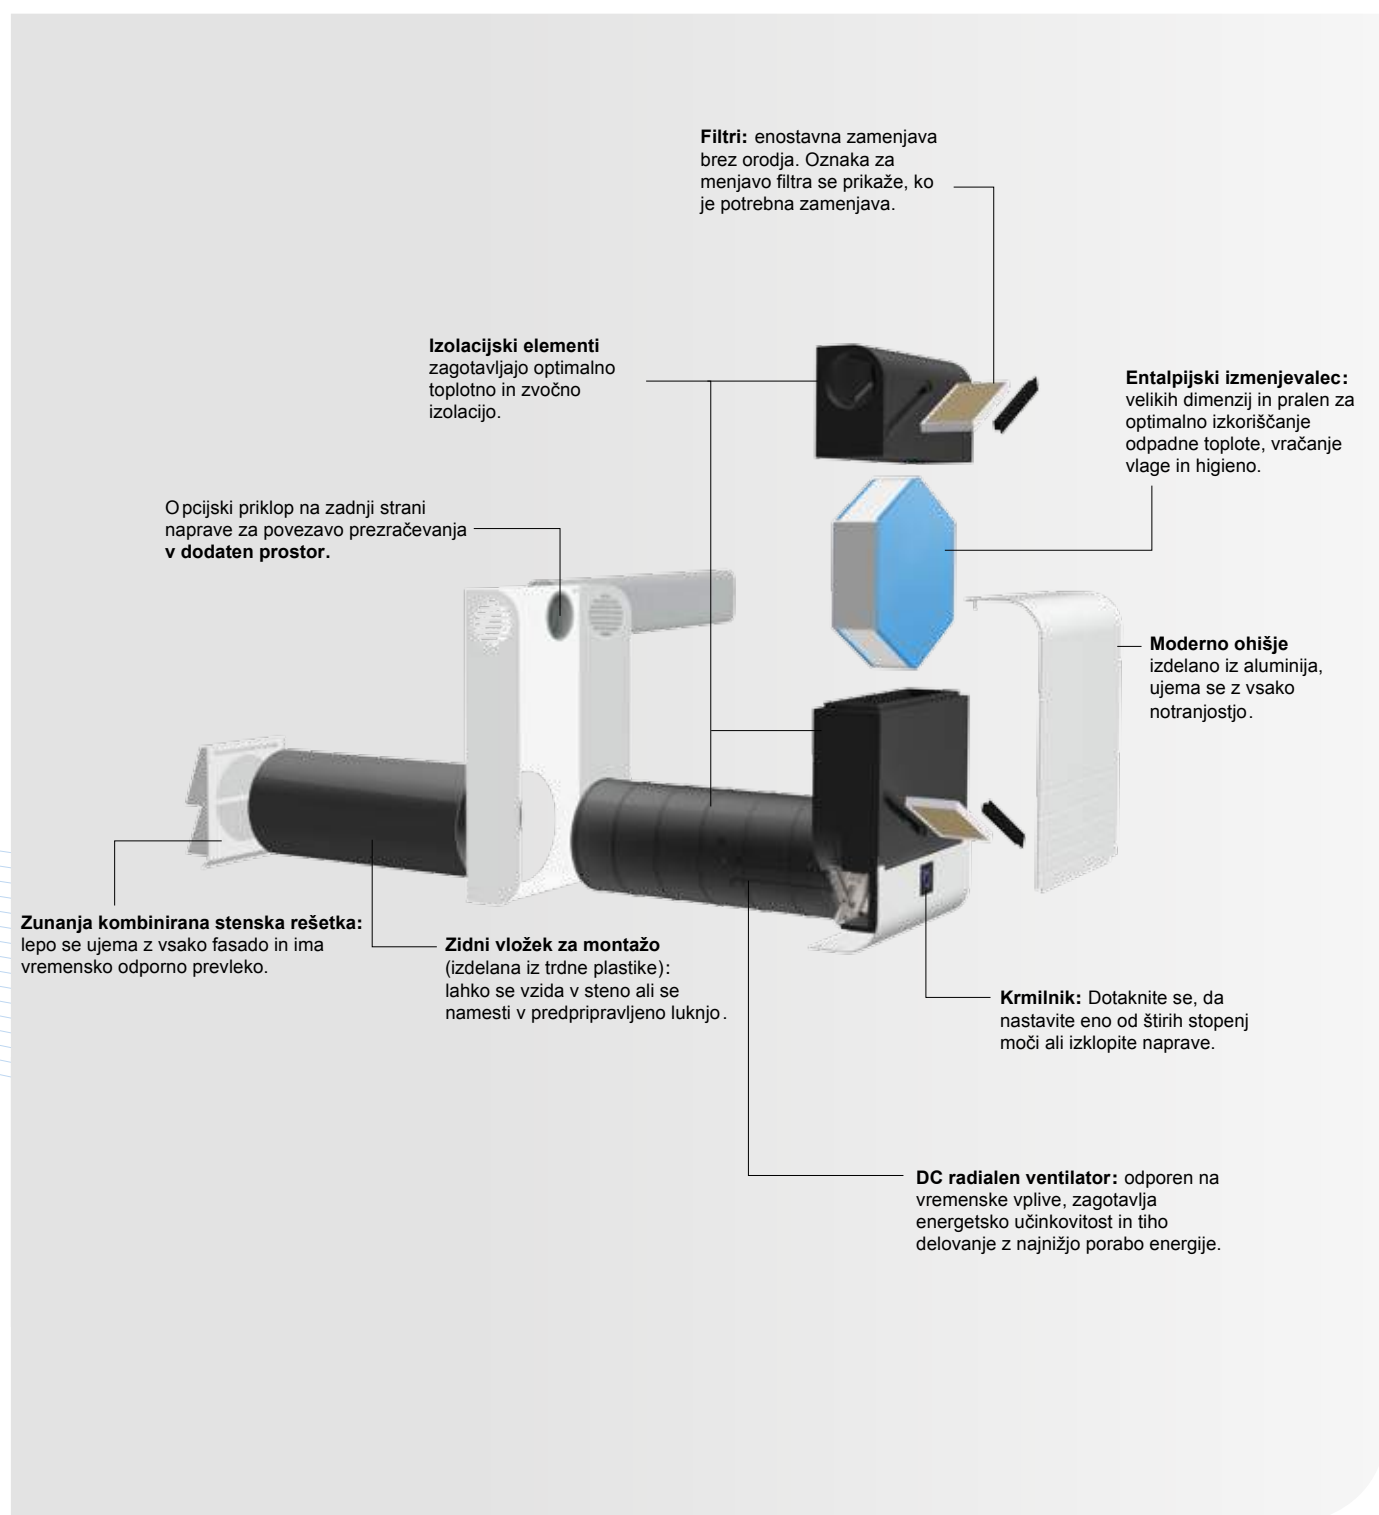 Filtri: enostavna zamenjava
brez orodja. Oznaka za
menjavo filtra se prikaže, ko
je potrebna zamenjava.
Izolacijski elementi
zagotavljajo optimalno
toplotno in zvočno
izolacijo.
Entalpijski izmenjevalec:
velikih dimenzij in pralen za
optimalno izkoriščanje
odpadne toplote, vračanje
vlage in higieno.
Opcijski priklop na zadnji strani
naprave za povezavo prezračevanja
v dodaten prostor.
Moderno ohišje
izdelano iz aluminija,
ujema se z vsako
notranjostjo.
Zunanja kombinirana stenska rešetka:
lepo se ujema z vsako fasado in ima
vremensko odporno prevleko.
Zidni vložek za montažo
(izdelana iz trdne plastike):
lahko se vzida v steno ali se
namesti v predpripravljeno luknjo.
Krmilnik: Dotaknite se, da
nastavite eno od štirih stopenj
moči ali izklopite naprave.
DC radialen ventilator: odporen na
vremenske vplive, zagotavlja
energetsko učinkovitost in tiho
delovanje z najnižjo porabo energije.